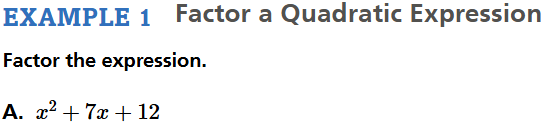 EXAMPLE 1 Factor a Quadratic Expression
Factor the expression.
A. x² + 7x + 12